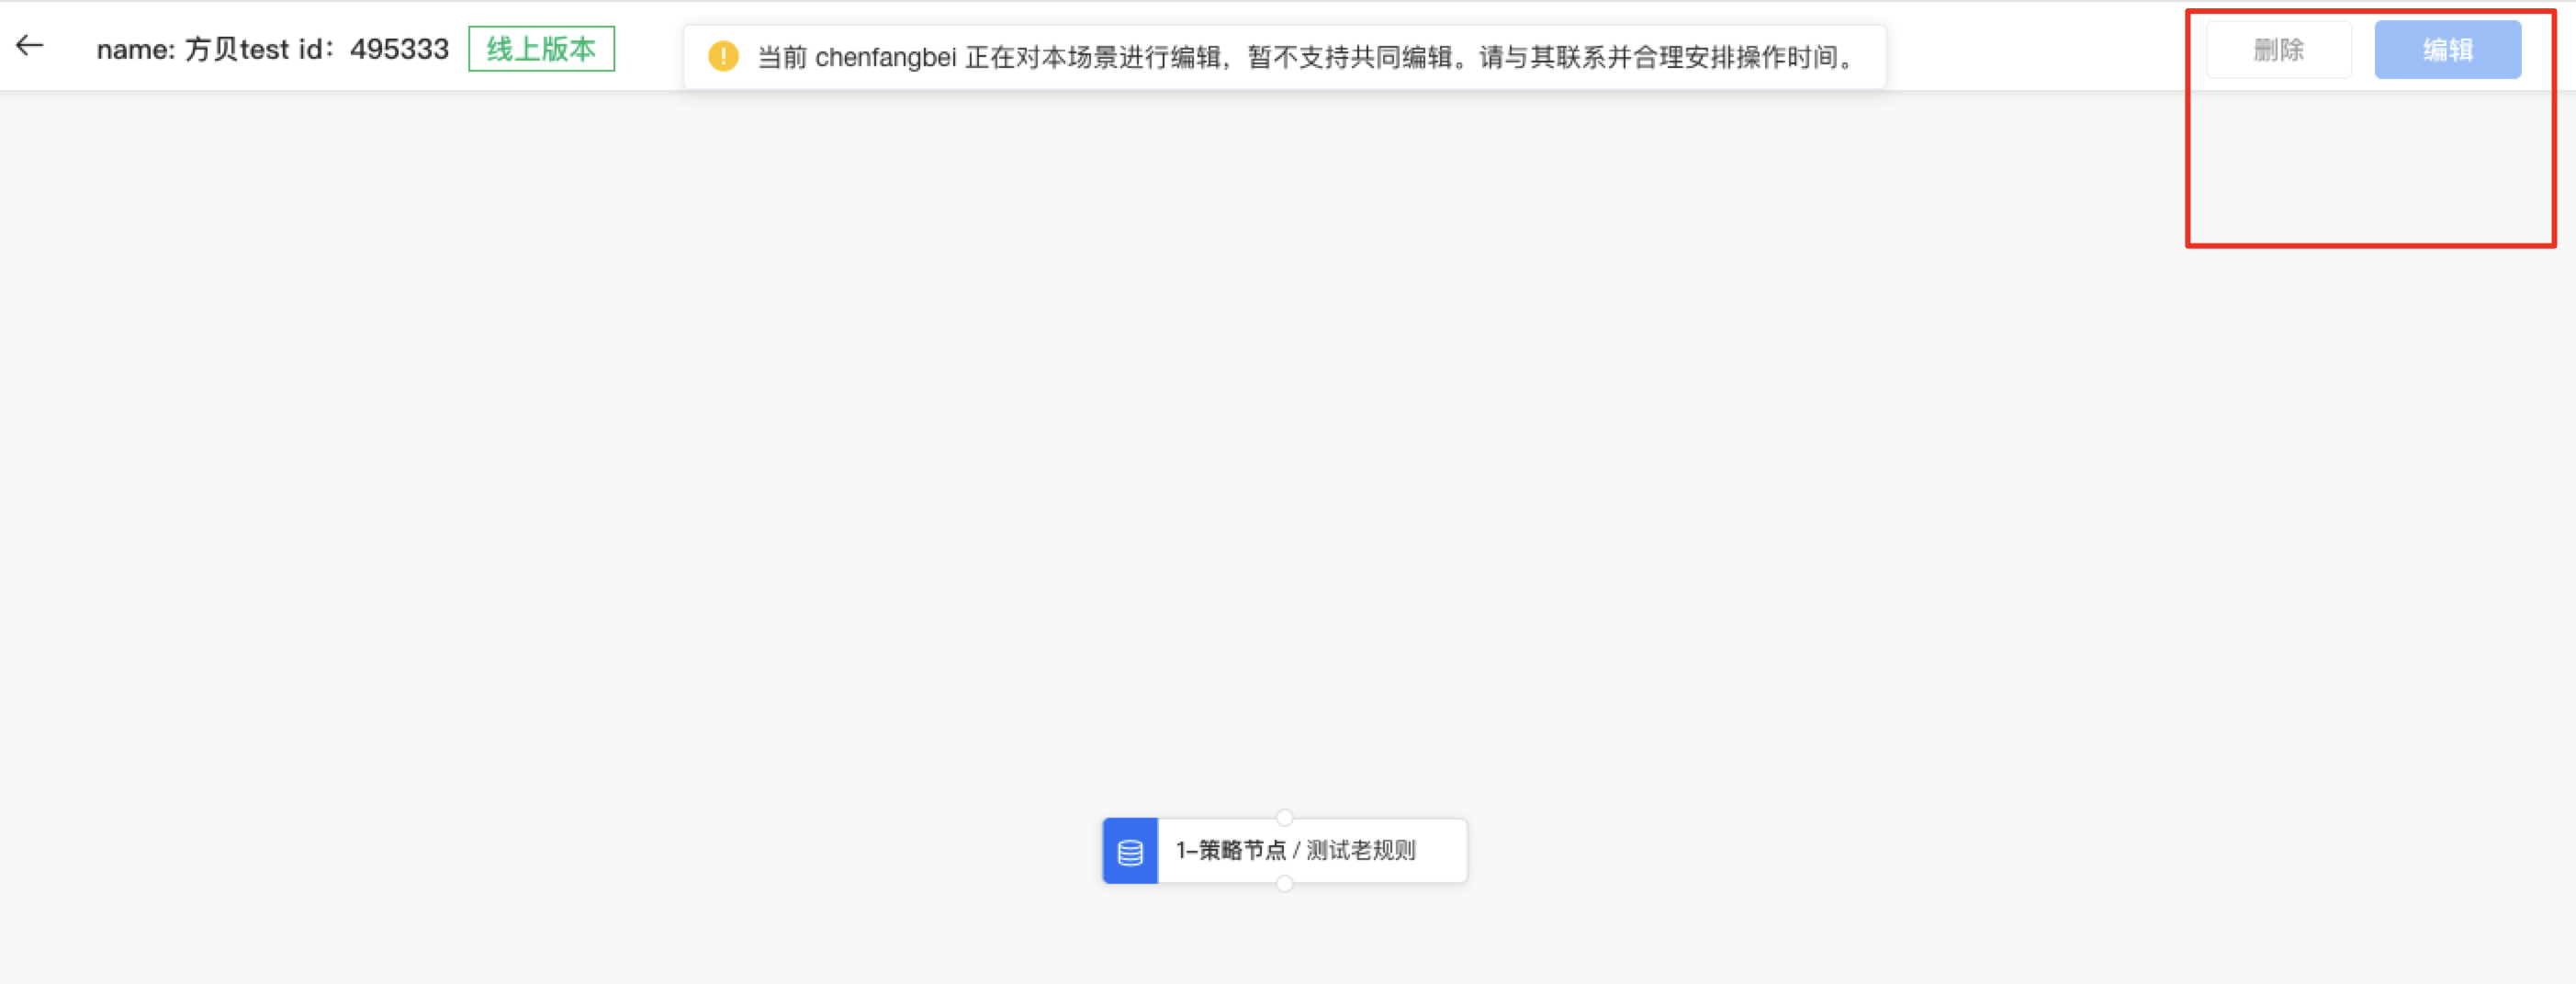 name: 方贝test id：495333
线上版本
当前 chenfangbei 正在对本场景进行编辑，暂不支持共同编辑。请与其联系并合理安排操作时间。
删除
编辑
1-策略节点 / 测试老规则